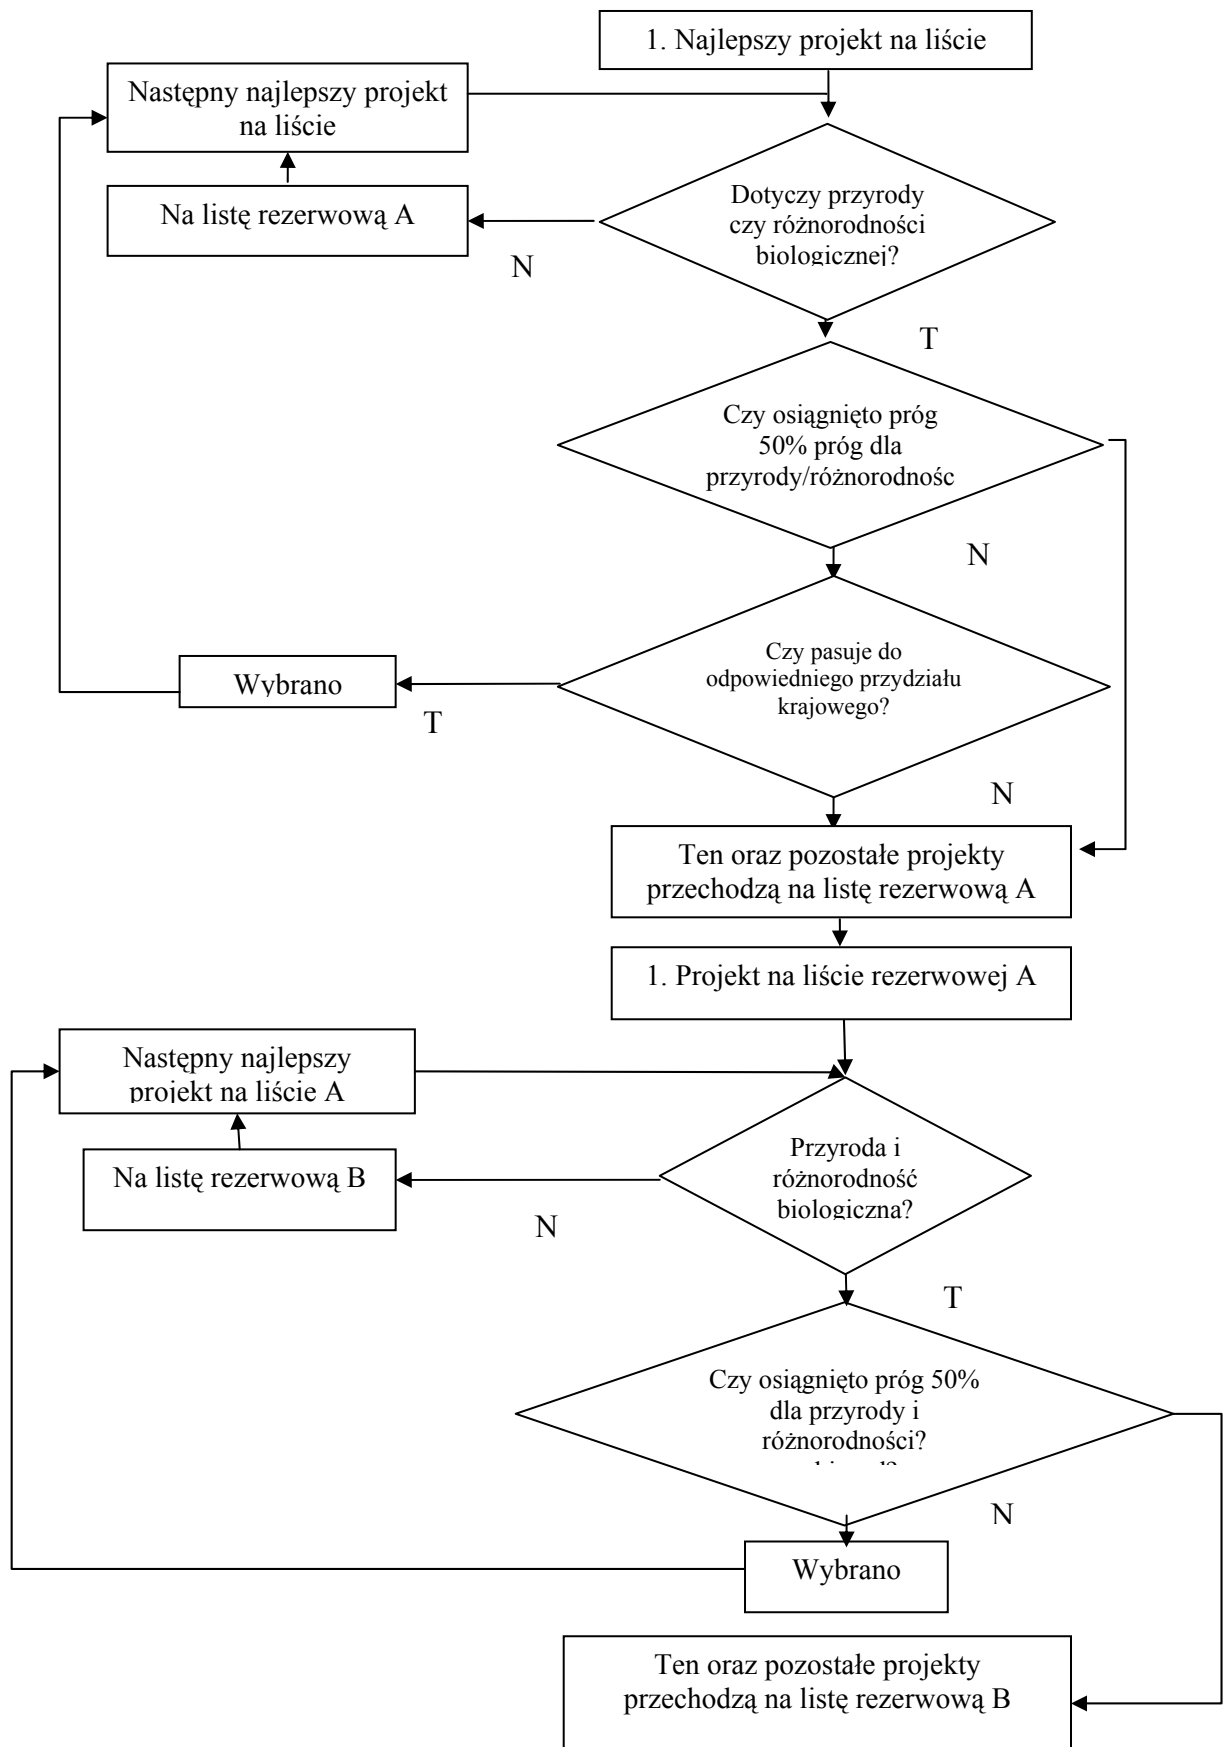 1. Najlepszy projekt na liście
Następny najlepszy projekt
na liście
Dotyczy przyrody
czy różnorodności
biologicznej?
Na listę rezerwową A
N
T
Czy osiągnięto próg
50% próg dla
przyrody/różnorodnośc
N
Czy pasuje do
odpowiedniego przydziału
krajowego?
Wybrano
T
N
Ten oraz pozostałe projekty
przechodzą na listę rezerwową A
1. Projekt na liście rezerwowej A
Następny najlepszy
projekt na liście A
Przyroda i
różnorodność
biologiczna?
Na listę rezerwową B
N
T
Czy osiągnięto próg 50%
dla przyrody i
różnorodności?
N
Wybrano
Ten oraz pozostałe projekty
przechodzą na listę rezerwową B